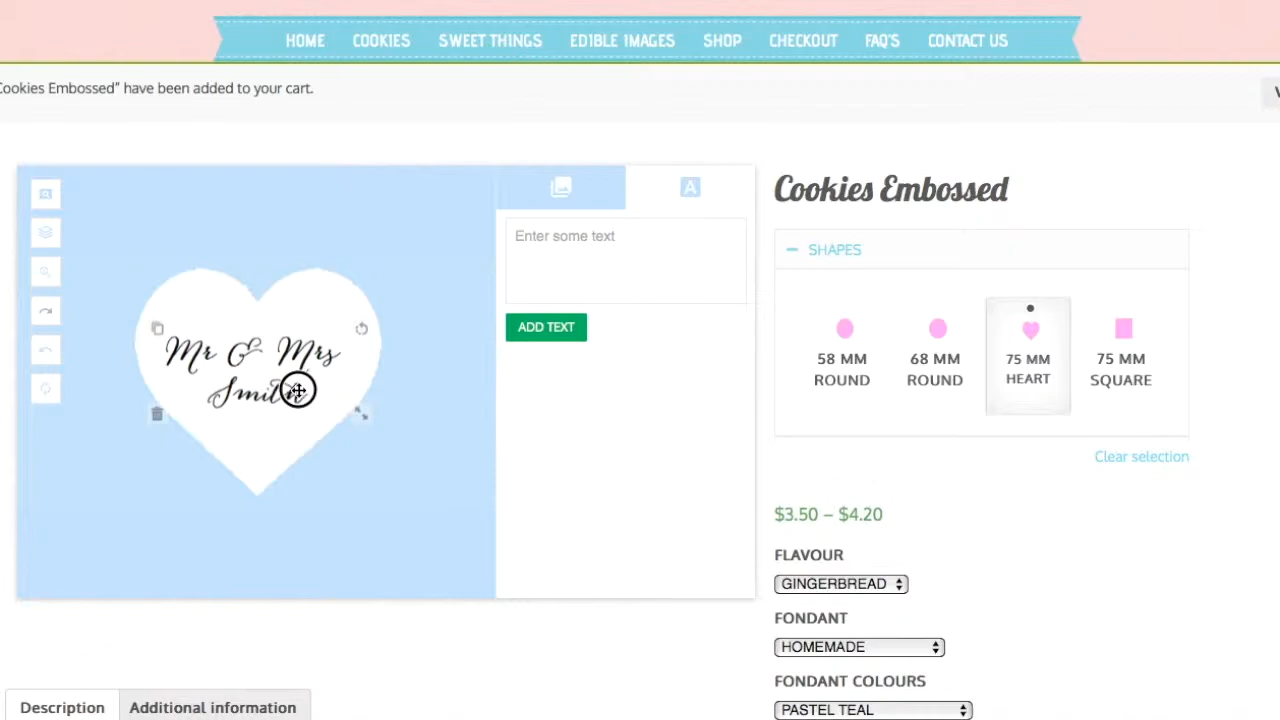 HOME COOKIES SWEET THINGS EDIBLE IMAGES SHOP CHECKOUT FAQ'S CONTACT US
Cookies Embossed” have been added to your cart.
A
Enter some text
ADD TEXT
Mr & Mrs
Smith
Cookies Embossed
SHAPES
58 MM
ROUND
68 MM
ROUND
75 MM
HEART
75 MM
SQUARE
Clear selection
$3.50 – $4.20
FLAVOUR
GINGERBREAD
FONDANT
HOMEMADE
FONDANT COLOURS
PASTEL TEAL
Description Additional information